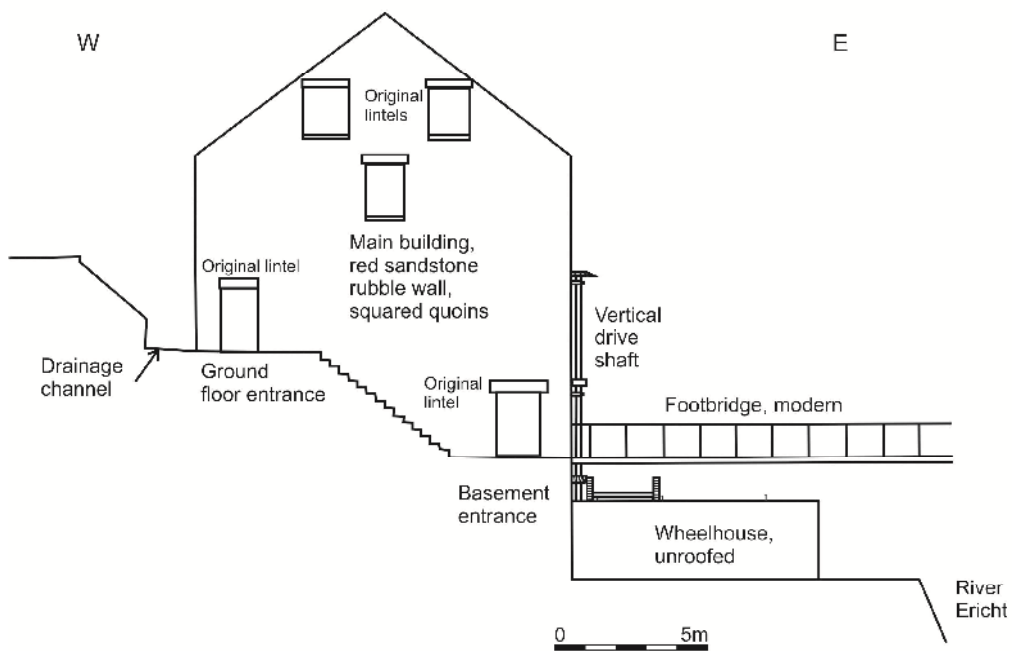 W
E
Original
lintels
Main building,
red sandstone
rubble wall,
squared quoins
Original lintel
Vertical
drive
shaft
Drainage
channel
Ground
floor entrance
Original
lintel
Footbridge, modern
Basement
entrance
Wheelhouse,
unroofed
River
Ericht
0
5m